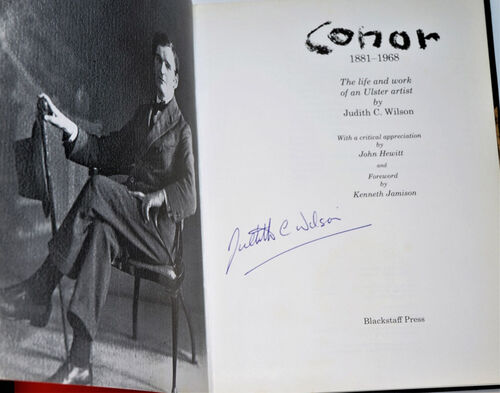 Conor
1881–1968
The life and work
of an Ulster artist
by
Judith C. Wilson
With a critical appreciation
by
John Hewitt
and
Foreword
by
Kenneth Jamison
Judith C Wilson
Blackstaff Press